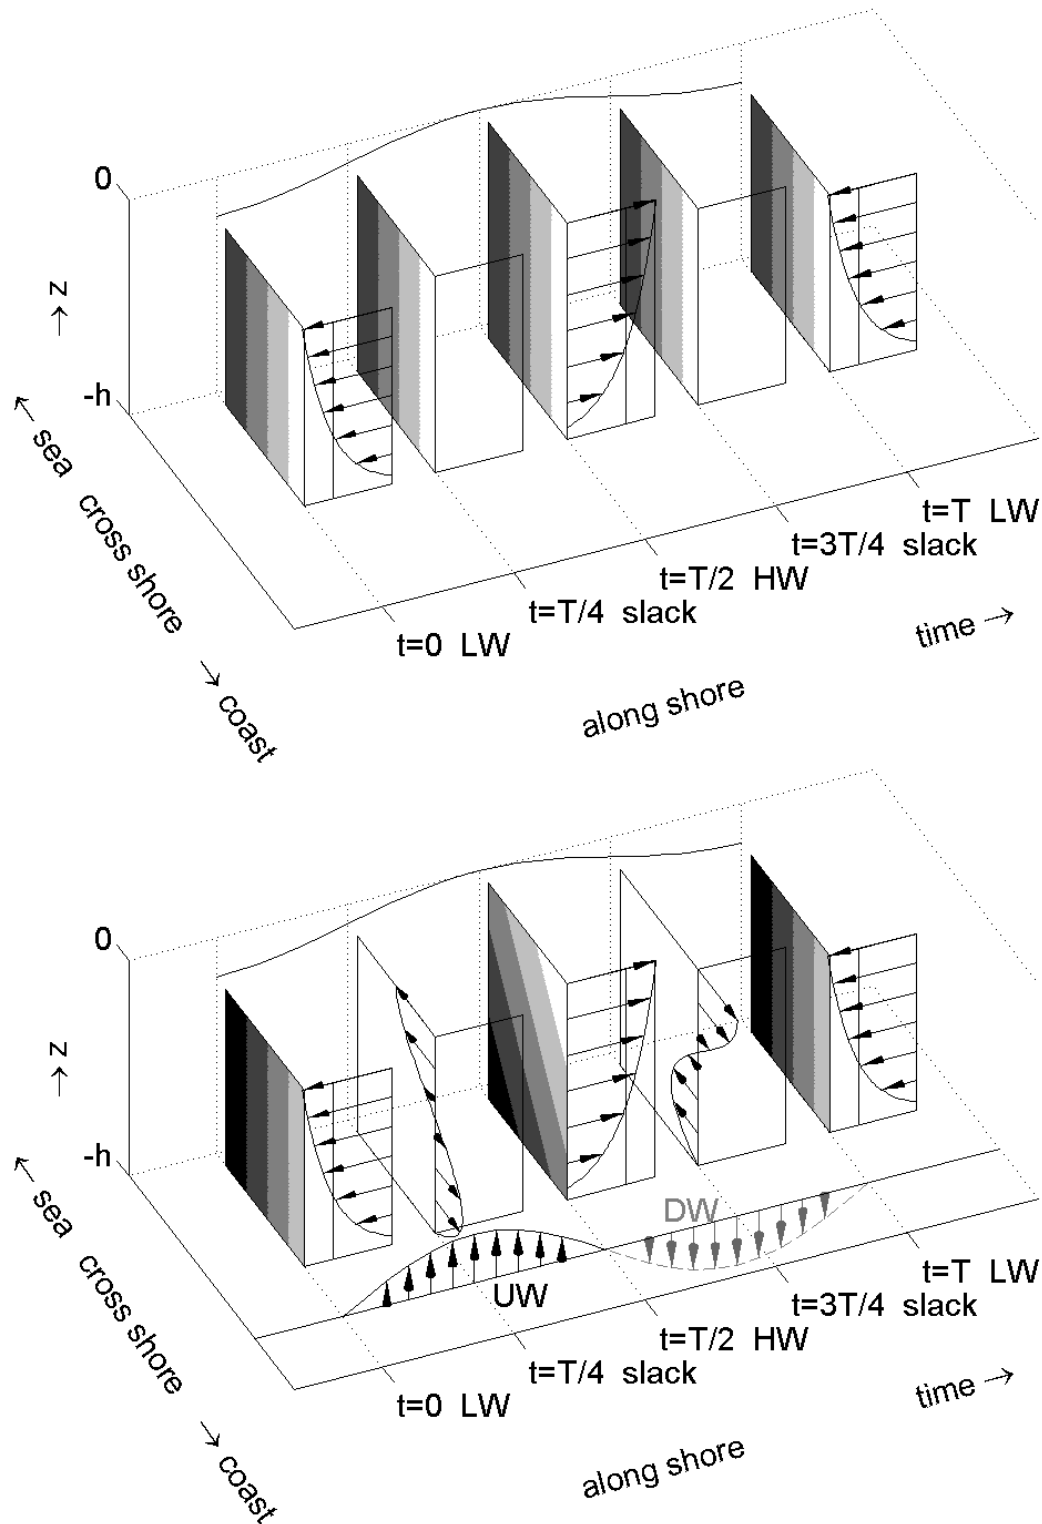 0
z →
-h
← sea cross shore → coast
t=T LW
t=3T/4 slack
t=T/2 HW
t=T/4 slack
t=0 LW
time →
along shore
0
z →
-h
← sea cross shore → coast
DW
UW
t=T LW
t=3T/4 slack
t=T/2 HW
t=T/4 slack
t=0 LW
time →
along shore